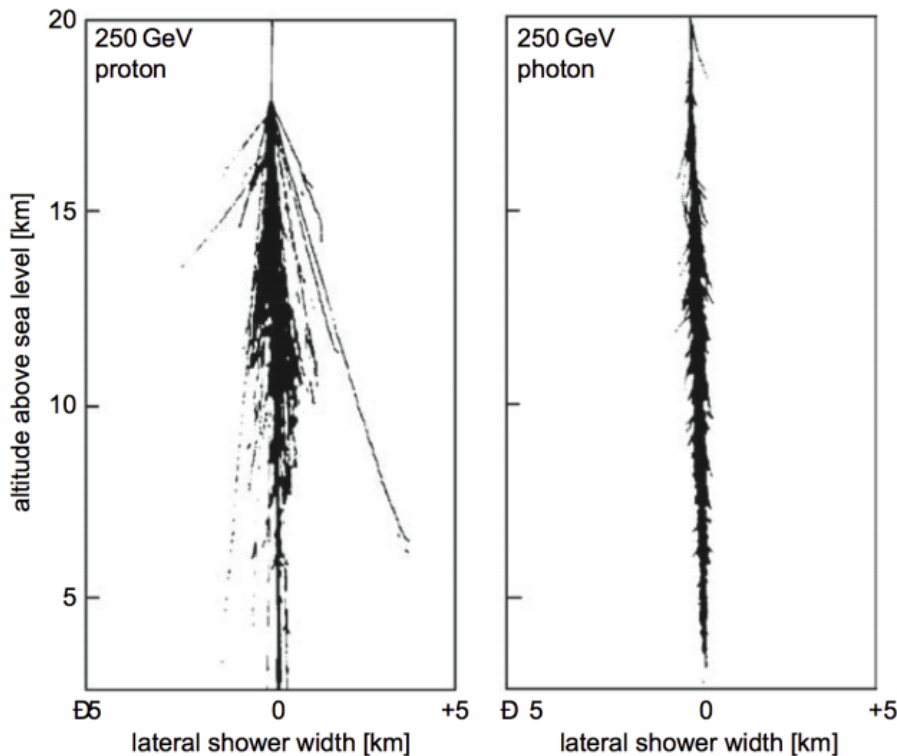 20
250 GeV
proton
15
10
5
altitude above sea level [km]
Ð5
0
+5
lateral shower width [km]
250 GeV
photon
Ð 5
0
+5
lateral shower width [km]